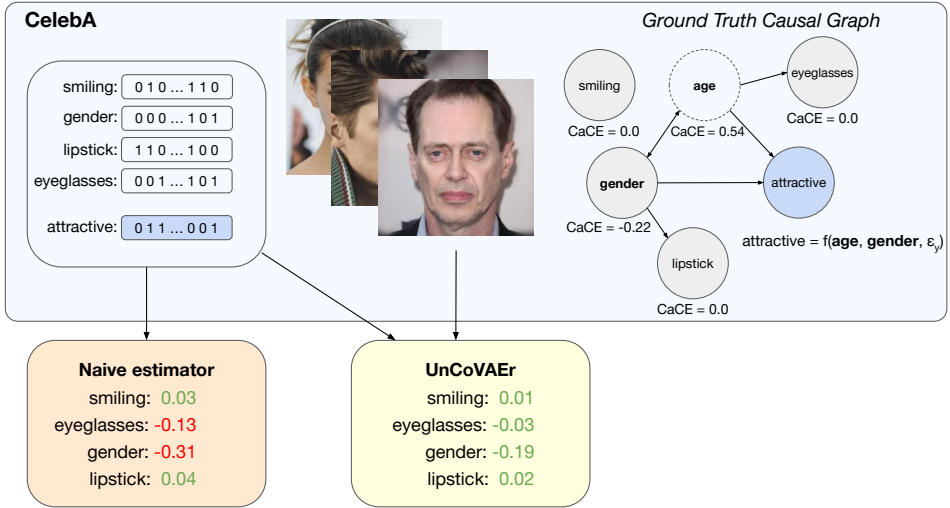 CelebA
Ground Truth Causal Graph
smiling: 0 1 0 ... 1 1 0
gender: 0 0 0 ... 1 0 1
lipstick: 1 1 0 ... 1 0 0
eyeglasses: 0 0 1 ... 1 0 1
attractive: 0 1 1 ... 0 0 1
smiling
CaCE = 0.0
age
CaCE = 0.54
eyeglasses
CaCE = 0.0
gender
CaCE = -0.22
attractive
attractive = f(age, gender, εy)
lipstick
CaCE = 0.0
Naive estimator
smiling: 0.03
eyeglasses: -0.13
gender: -0.31
lipstick: 0.04
UnCoVAEr
smiling: 0.01
eyeglasses: -0.03
gender: -0.19
lipstick: 0.02